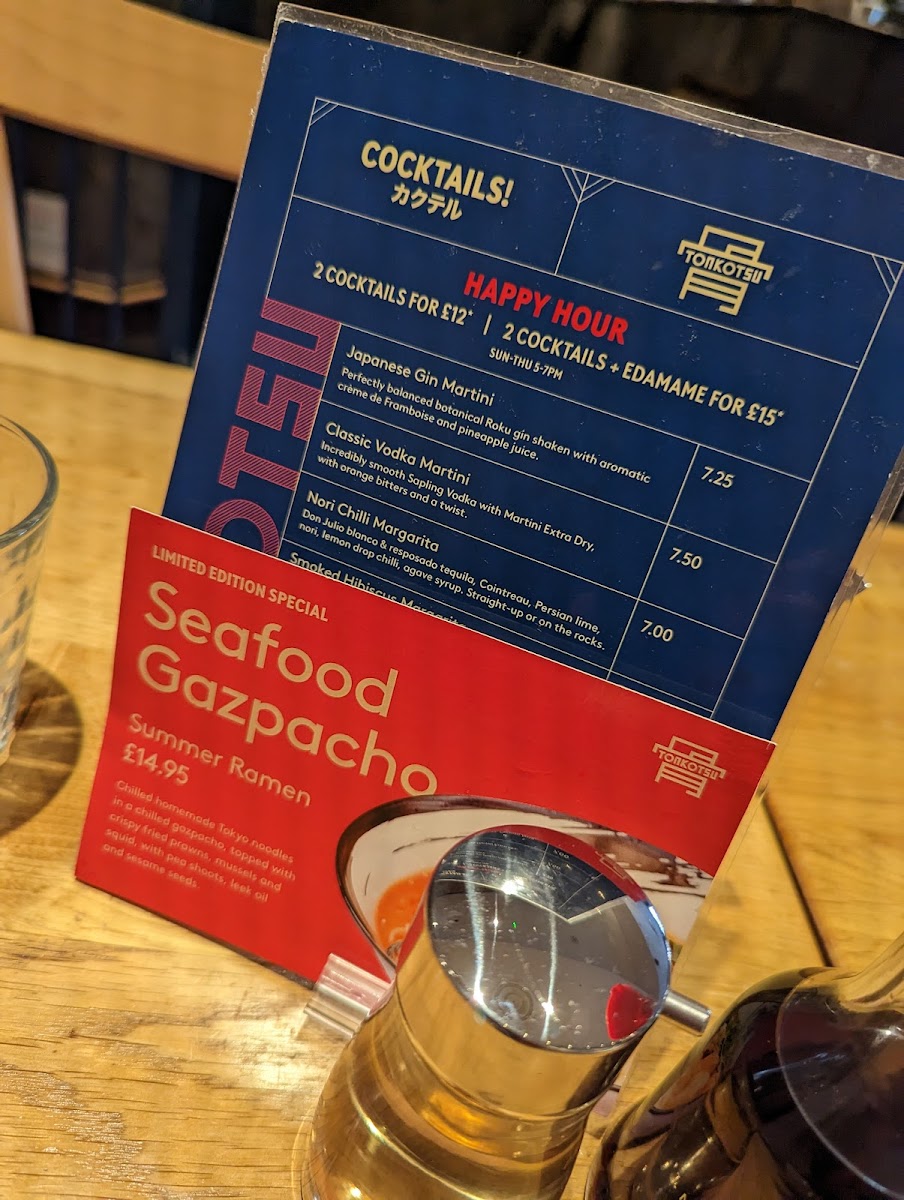 COCKTAILS!
カクテル
TONKOTSU
HAPPY HOUR
2 COCKTAILS FOR £12* | 2 COCKTAILS + EDAMAME FOR £15*
SUN-THU 5-7PM
OTSU
Japanese Gin Martini
Perfectly balanced botanical Roku gin shaken with aromatic
crème de Framboise and pineapple juice.
7.25
Classic Vodka Martini
Incredibly smooth Sapling Vodka with Martini Extra Dry,
with orange bitters and a twist.
7.50
Nori Chilli Margarita
Don Julio blanco & resposado tequila, Cointreau, Persian lime,
nori, lemon drop chilli, agave syrup. Straight-up or on the rocks.
7.00
Smoked Hibiscus Margarita
LIMITED EDITION SPECIAL
Seafood
Gazpacho
Summer Ramen
£14.95
TONKOTSU
Chilled homemade Tokyo noodles
in a chilled gazpacho, topped with
crispy fried prawns, mussels and
squid, with pea shoots, leek oil
and sesame seeds.